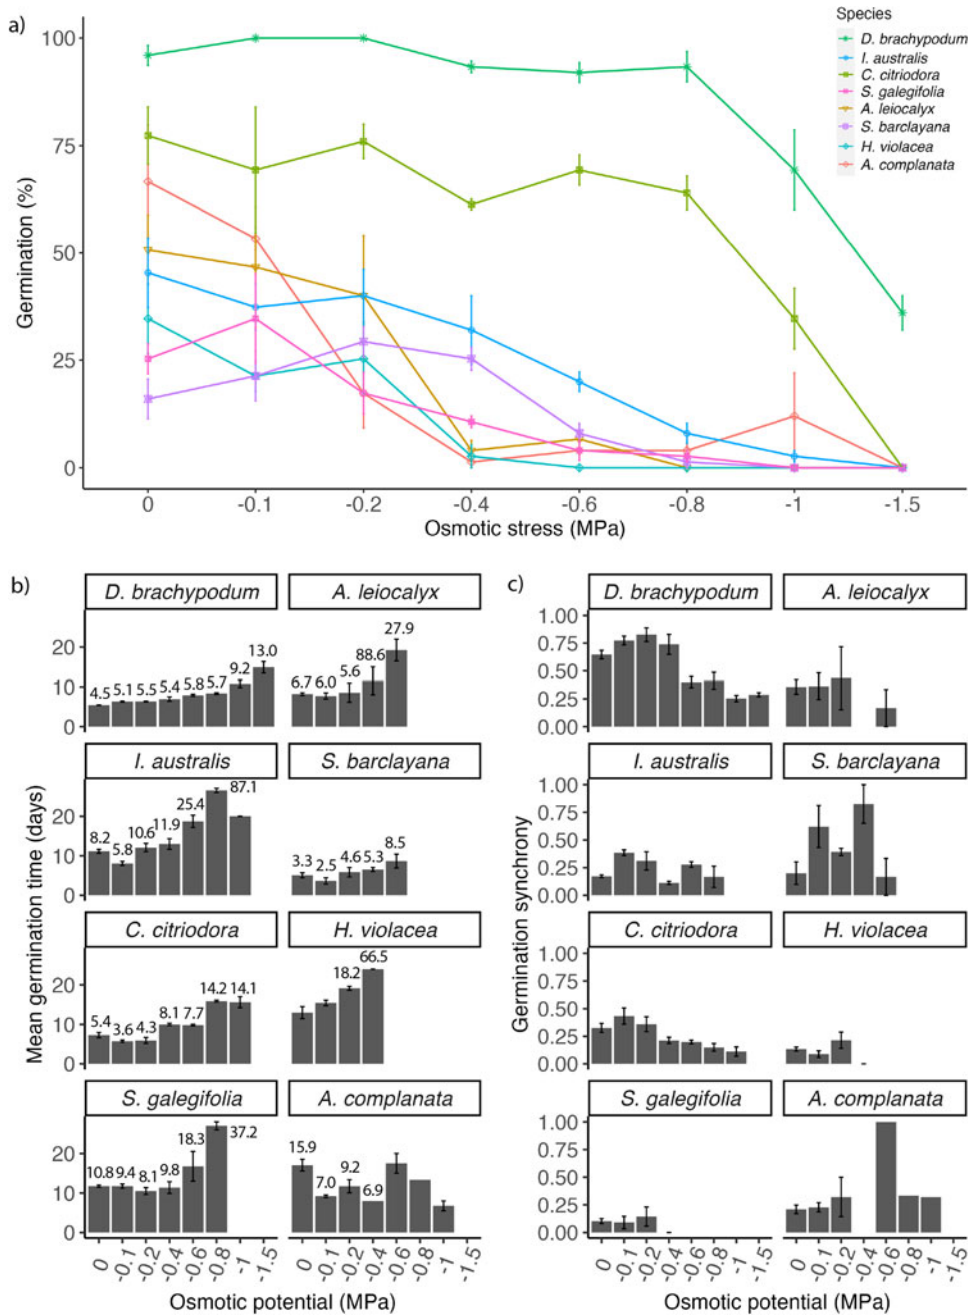 a)
Species
D. brachypodum
I. australis
C. citriodora
S. galegifolia
A. leiocalyx
S. barclayana
H. violacea
A. complanata
Germination (%)
100
75
50
25
0
0 -0.1 -0.2 -0.4 -0.6 -0.8 -1 -1.5
Osmotic stress (MPa)
b)
Mean germination time (days)
D. brachypodum A. leiocalyx
20
10
0
4.5 5.1 5.5 5.4 5.8 5.7 9.2 13.0
6.7 6.0 5.6 88.6 27.9
I. australis S. barclayana
20
10
0
8.2 5.8 10.6 11.9 25.4 87.1
3.3 2.5 4.6 5.3 8.5
C. citriodora H. violacea
20
10
0
5.4 3.6 4.3 8.1 7.7 14.2 14.1
18.2 66.5
S. galegifolia A. complanata
20
10
0
10.8 9.4 8.1 9.8 18.3 37.2
15.9 7.0 9.2 6.9
0 -0.1 -0.2 -0.4 -0.6 -0.8 -1 -1.5
0 -0.1 -0.2 -0.4 -0.6 -0.8 -1 -1.5
Osmotic potential (MPa)
c)
Germination synchrony
D. brachypodum A. leiocalyx
1.00
0.75
0.50
0.25
0.00
I. australis S. barclayana
1.00
0.75
0.50
0.25
0.00
C. citriodora H. violacea
1.00
0.75
0.50
0.25
0.00
S. galegifolia A. complanata
1.00
0.75
0.50
0.25
0.00
0 -0.1 -0.2 -0.4 -0.6 -0.8 -1 -1.5
0 -0.1 -0.2 -0.4 -0.6 -0.8 -1 -1.5
Osmotic potential (MPa)